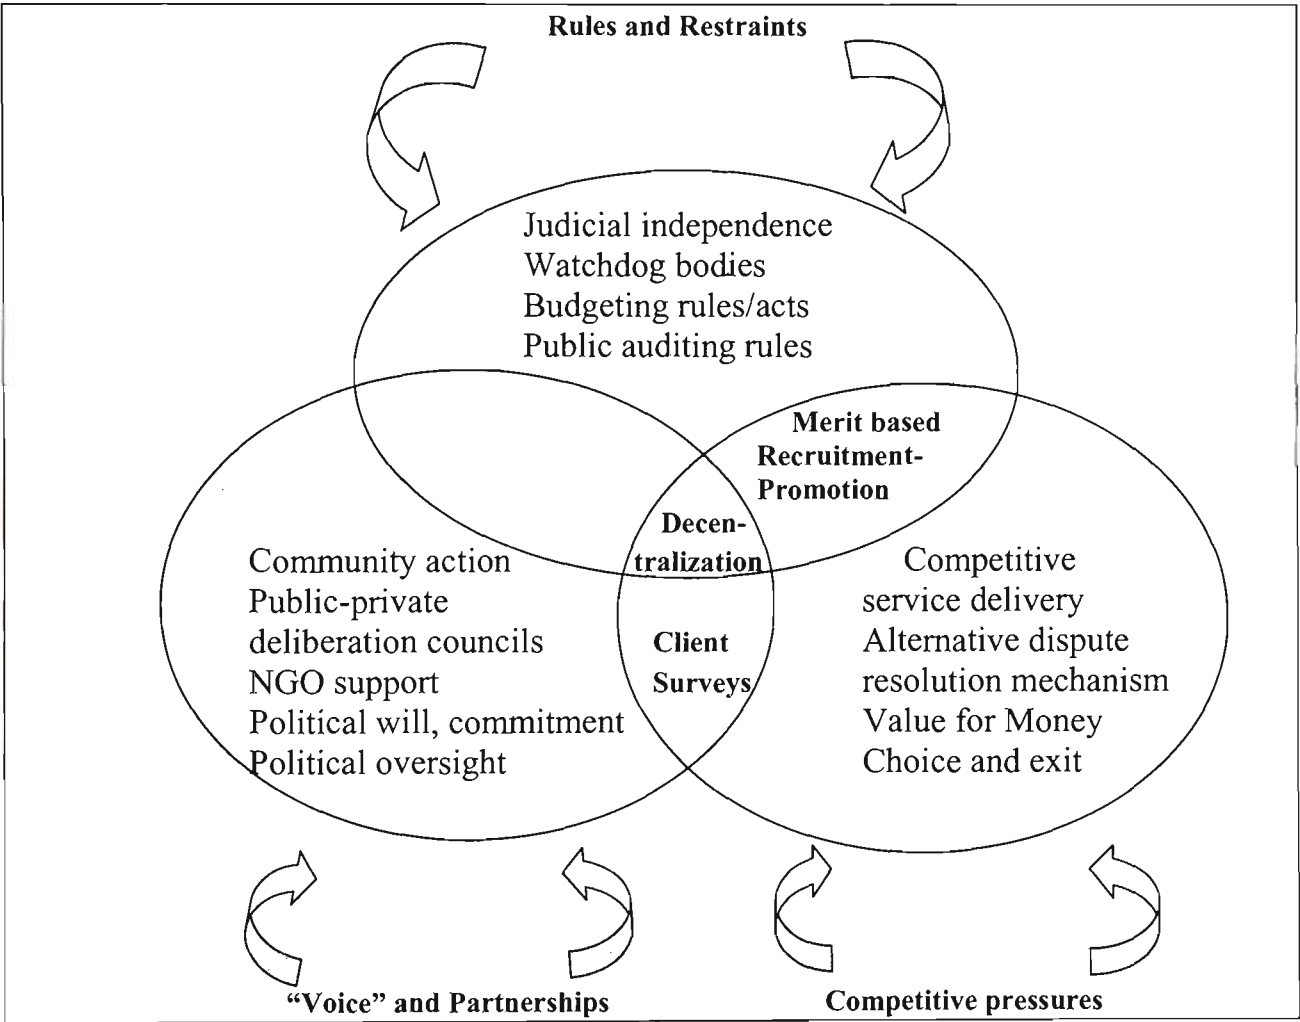 Rules and Restraints
Judicial independence
Watchdog bodies
Budgeting rules/acts
Public auditing rules
Merit based
Recruitment-
Promotion
Decen-
tralization
Client
Surveys
Community action
Public-private
deliberation councils
NGO support
Political will, commitment
Political oversight
Competitive
service delivery
Alternative dispute
resolution mechanism
Value for Money
Choice and exit
“Voice” and Partnerships
Competitive pressures